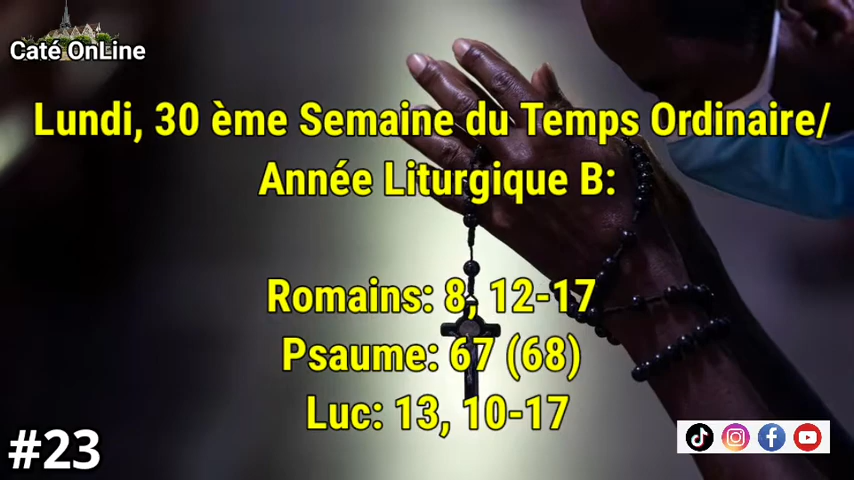 Caté OnLine
Lundi, 30 ème Semaine du Temps Ordinaire/
Année Liturgique B:
Romains: 8, 12-17
Psaume: 67 (68)
Luc: 13, 10-17
#23